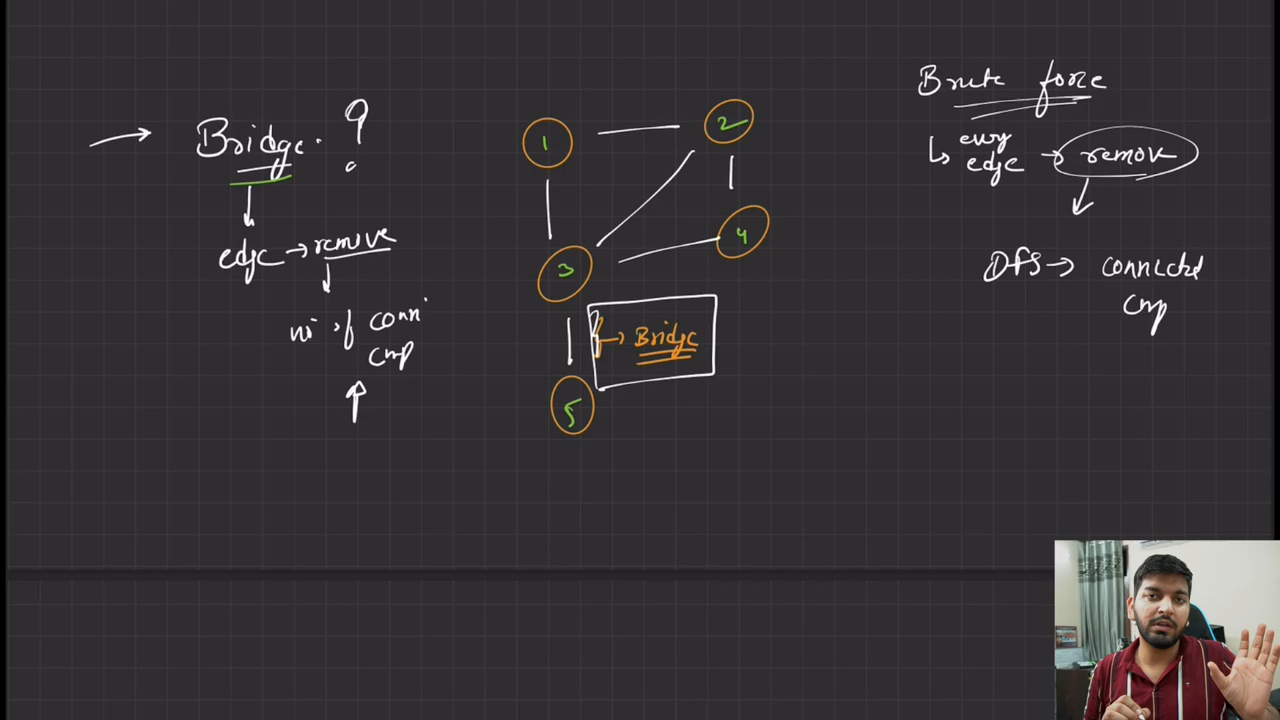 Bridge. ?
edge → remove
no of conn
cmp
1
2
3
4
5
→ Bridge
Brute force
↳ every
edge → remov
DFS → connected
cmp